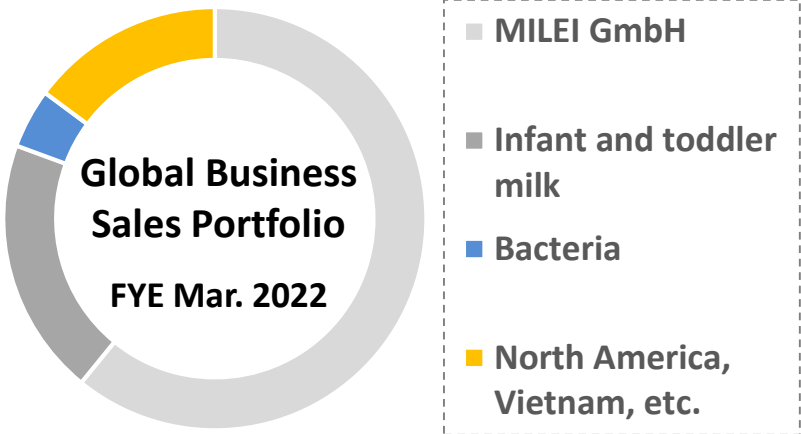 Global Business
Sales Portfolio
FYE Mar. 2022
MILEI GmbH
Infant and toddler
milk
Bacteria
North America,
Vietnam, etc.